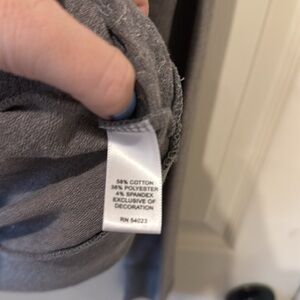 58% COTTON
38% POLYESTER
4% SPANDEX
EXCLUSIVE OF
DECORATION
RN 54023